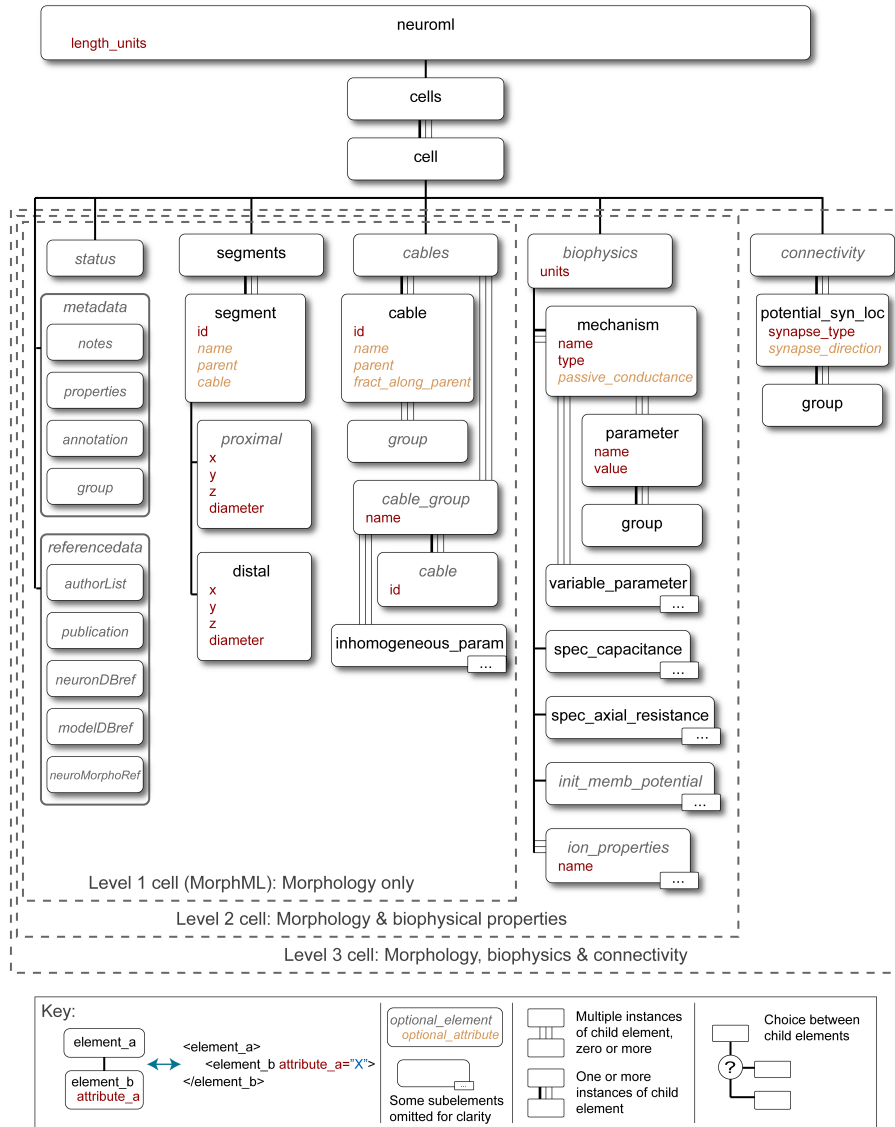 neuroml
length_units
cells
cell
status
metadata
notes
properties
annotation
group
referencedata
authorList
publication
neuronDBref
modelDBref
neuroMorphoRef
segments
segment
id
name
parent
cable
proximal
x
y
z
diameter
distal
x
y
z
diameter
cables
cable
id
name
parent
fract_along_parent
group
cable_group
name
cable
id
inhomogeneous_param
...
biophysics
units
mechanism
name
type
passive_conductance
parameter
name
value
group
variable_parameter
...
spec_capacitance
...
spec_axial_resistance
...
init_memb_potential
...
ion_properties
name
...
connectivity
potential_syn_loc
synapse_type
synapse_direction
group
Level 1 cell (MorphML): Morphology only
Level 2 cell: Morphology & biophysical properties
Level 3 cell: Morphology, biophysics & connectivity
Key:
element_a
element_b
attribute_a
<element_a>
<element_b attribute_a="X">
</element_b>
optional_element
optional_attribute
...
Some subelements
omitted for clarity
Multiple instances
of child element,
zero or more
One or more
instances of child
element
?
Choice between
child elements